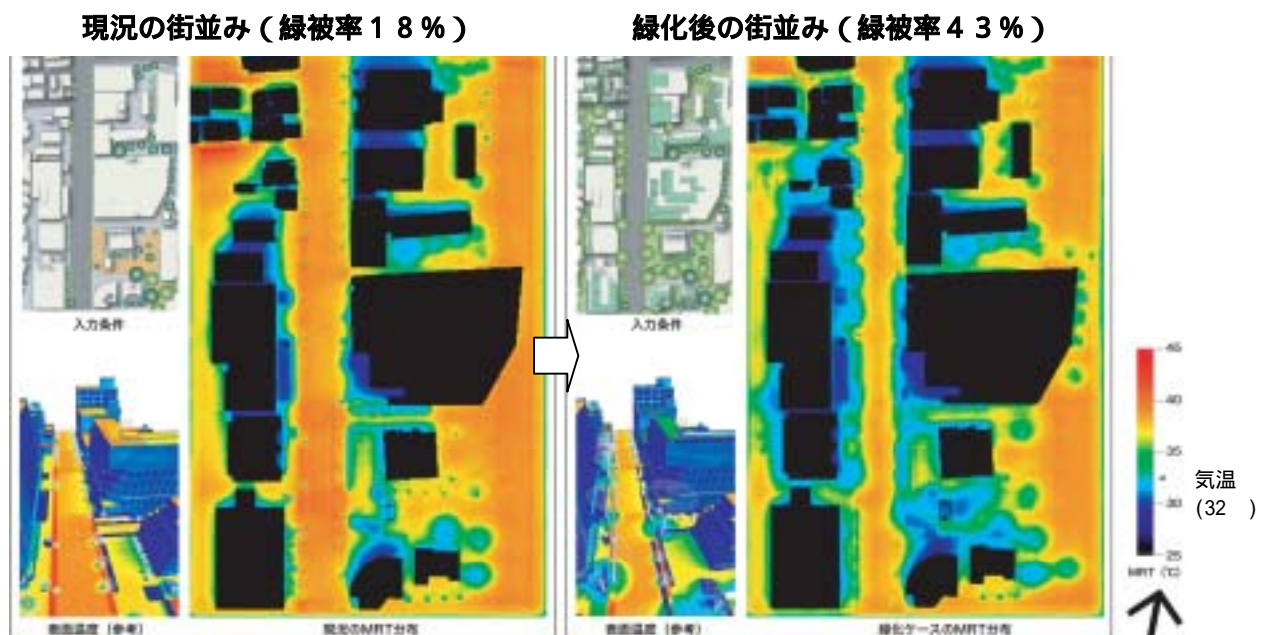 現況の街並み（緑被率１８％）
緑化後の街並み（緑被率４３％）
入力条件
入力条件
45
40
35
30
25
気温
(32　)
MRT (℃)
表面温度（参考）
現況のMRT分布
表面温度（参考）
緑化ケースのMRT分布